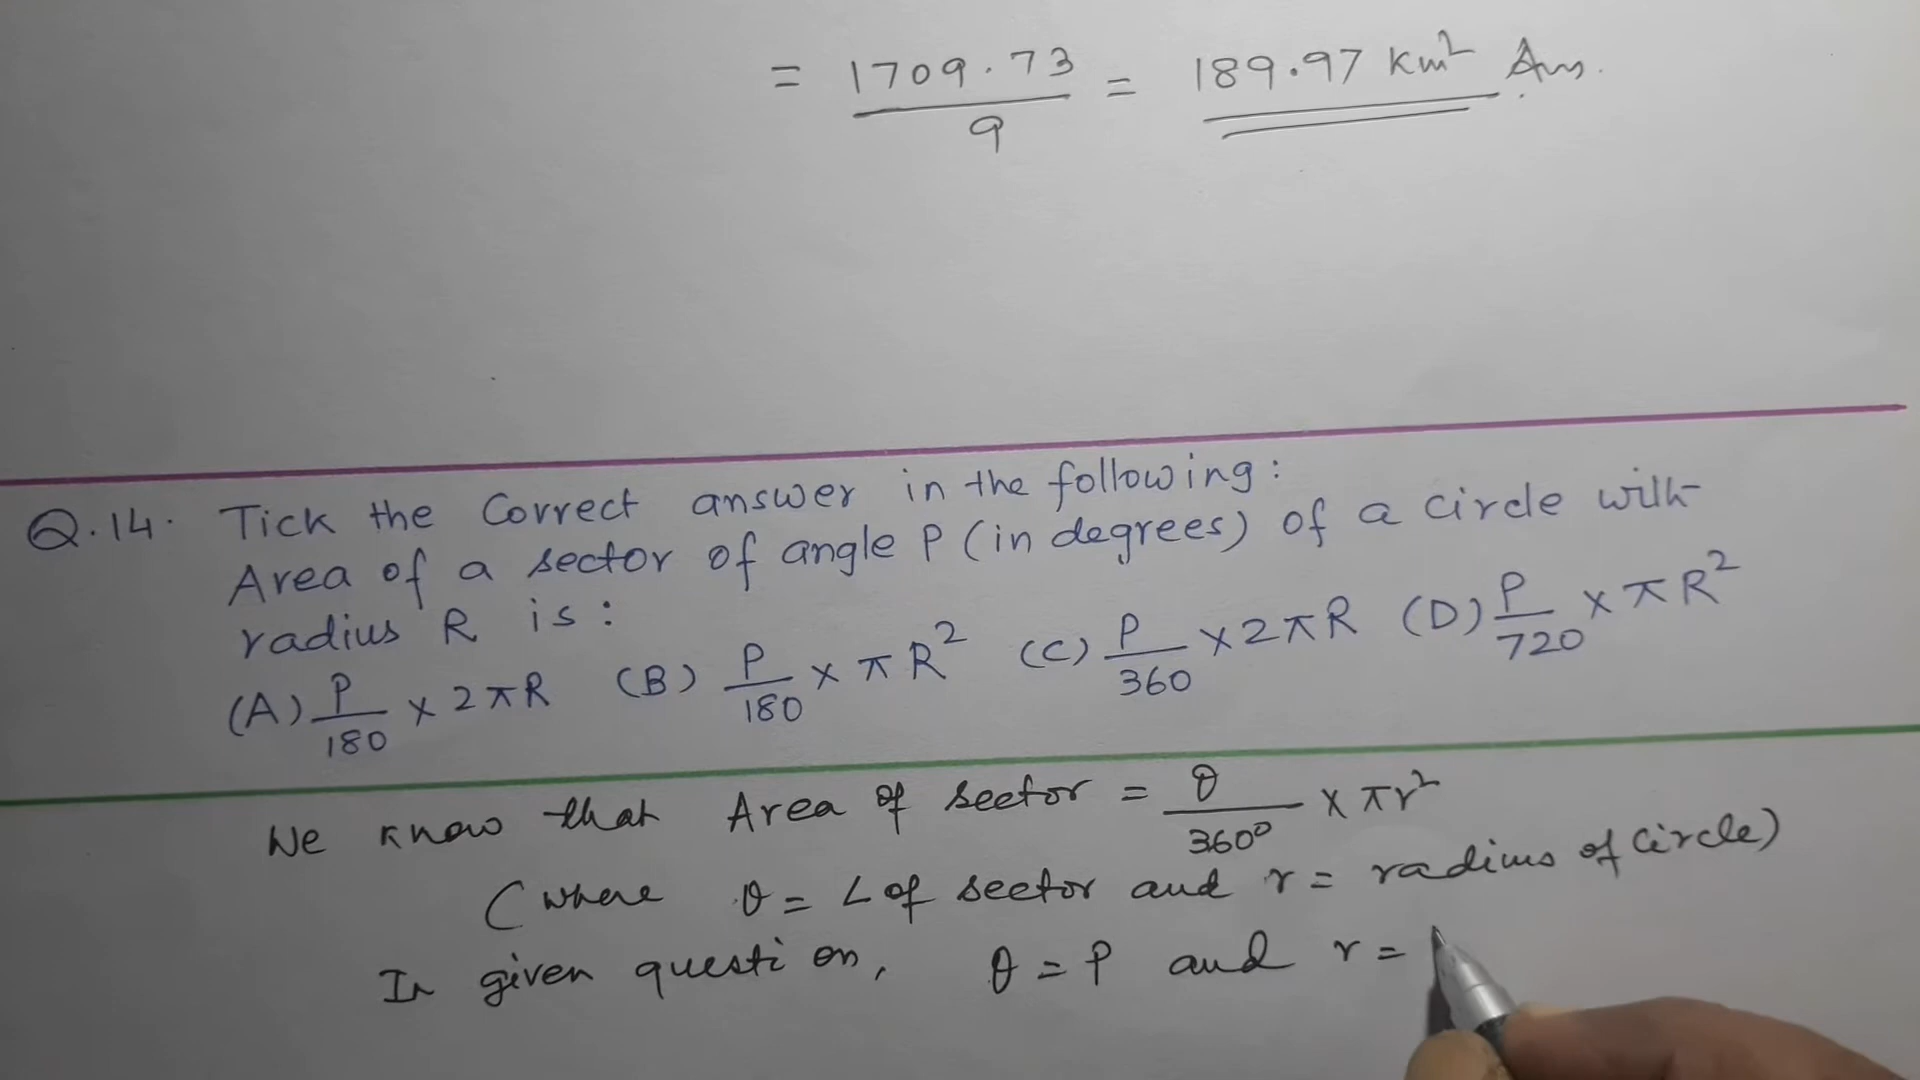 = 1709.73/9 = 189.97 km² Ans.
Q.14. Tick the correct answer in the following:
Area of a sector of angle P (in degrees) of a circle with
radius R is:
(A) P/180 × 2πR (B) P/180 × πR² (C) P/360 × 2πR (D) P/720 × πR²
We know that Area of sector = θ/360° × πr²
(where θ = ∠ of sector and r = radius of circle)
In given question, θ = P and r =